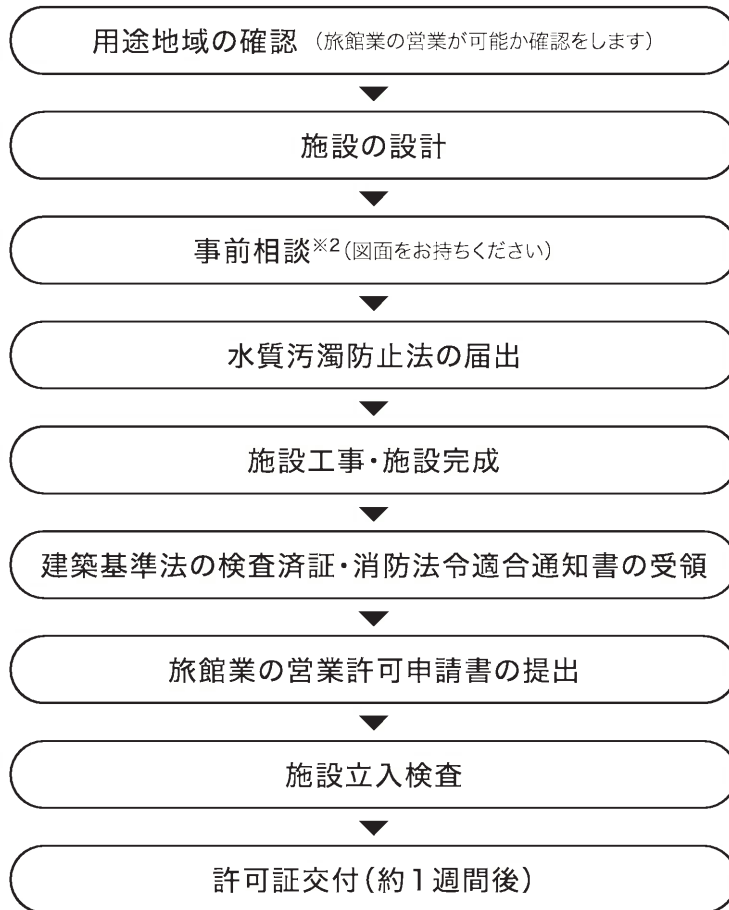 用途地域の確認（旅館業の営業が可能か確認をします）
施設の設計
事前相談※2（図面をお持ちください）
水質汚濁防止法の届出
施設工事・施設完成
建築基準法の検査済証・消防法令適合通知書の受領
旅館業の営業許可申請書の提出
施設立入検査
許可証交付（約1週間後）